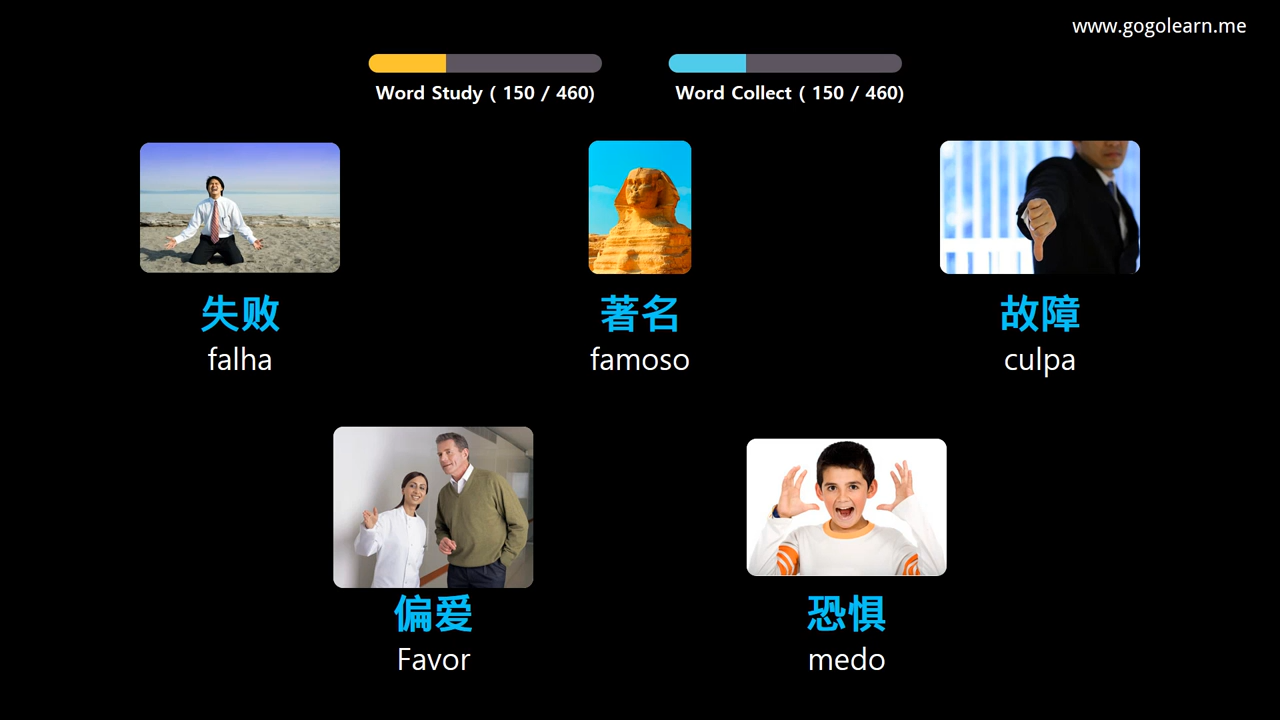 www.gogolearn.me
Word Study ( 150 / 460)
Word Collect ( 150 / 460)
失败
falha
著名
famoso
故障
culpa
偏爱
Favor
恐惧
medo